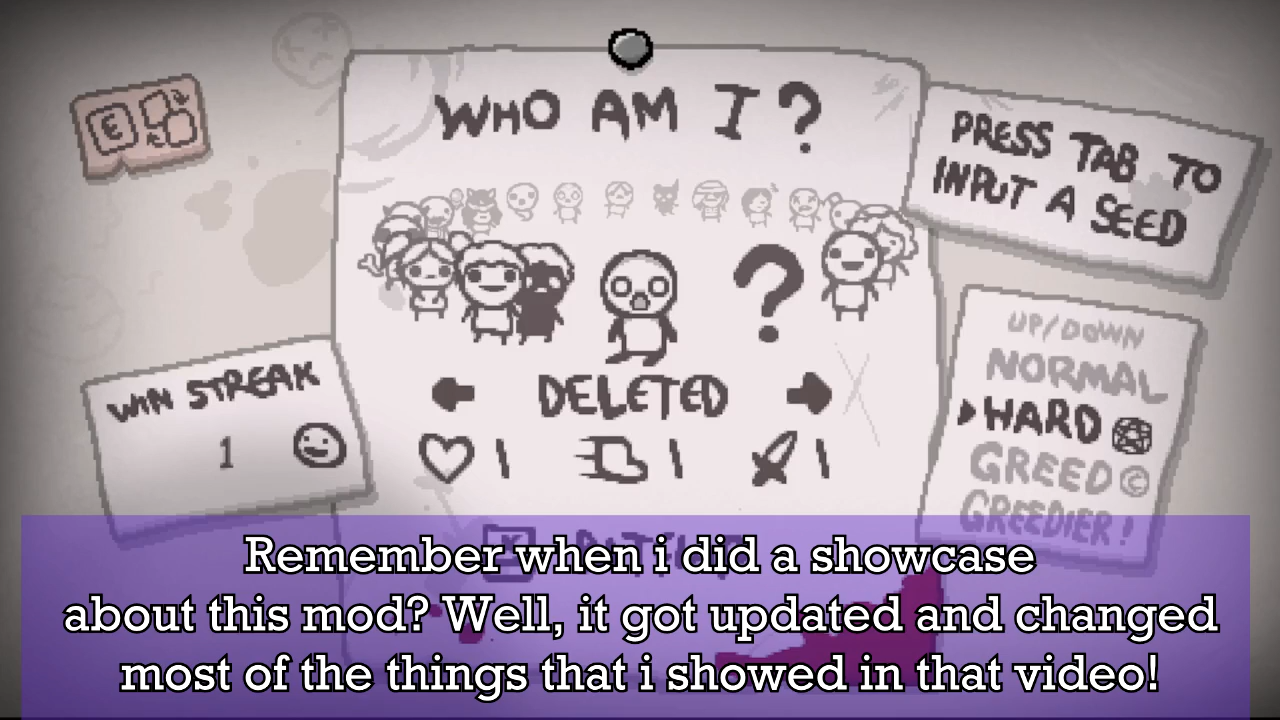 WHO AM I?
PRESS TAB TO
INPUT A SEED
WIN STREAK
1
DELETED
1 1 1
UP/DOWN
NORMAL
HARD
GREED
GREEDIER!
Remember when i did a showcase
about this mod? Well, it got updated and changed
most of the things that i showed in that video!